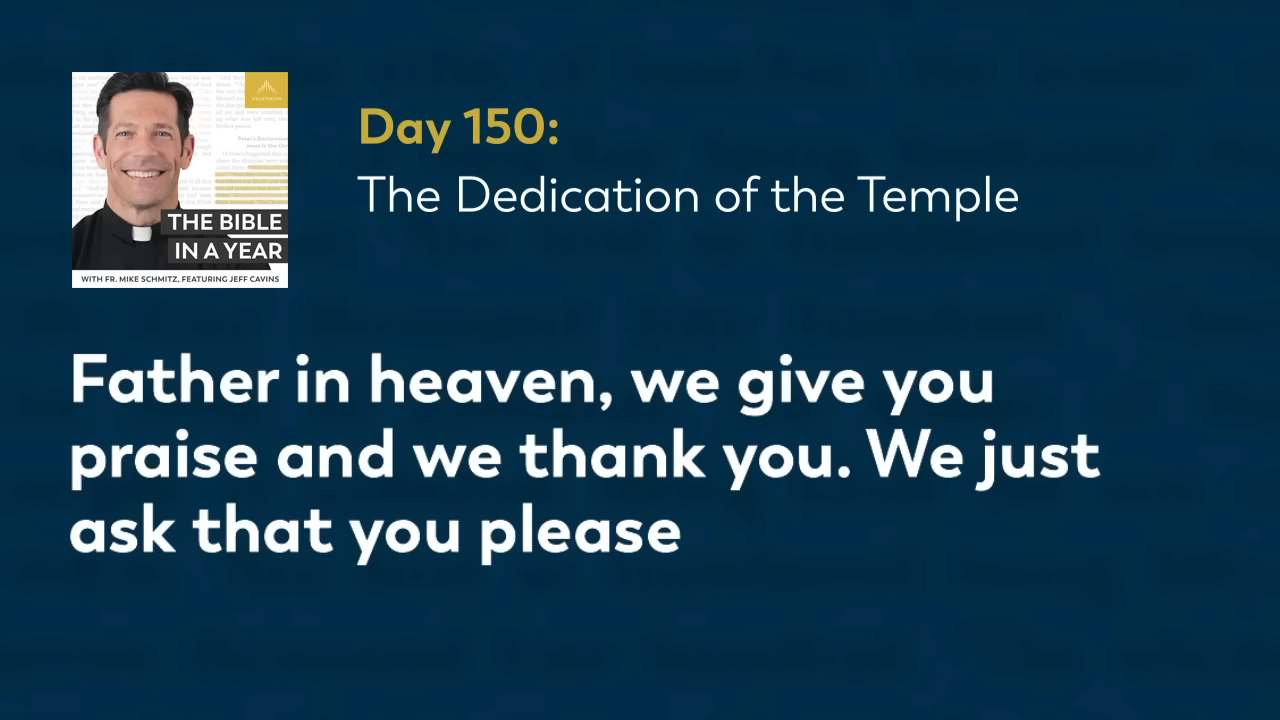 ASCENSION
THE BIBLE
IN A YEAR
WITH FR. MIKE SCHMITZ, FEATURING JEFF CAVINS
Day 150:
The Dedication of the Temple
Father in heaven, we give you
praise and we thank you. We just
ask that you please